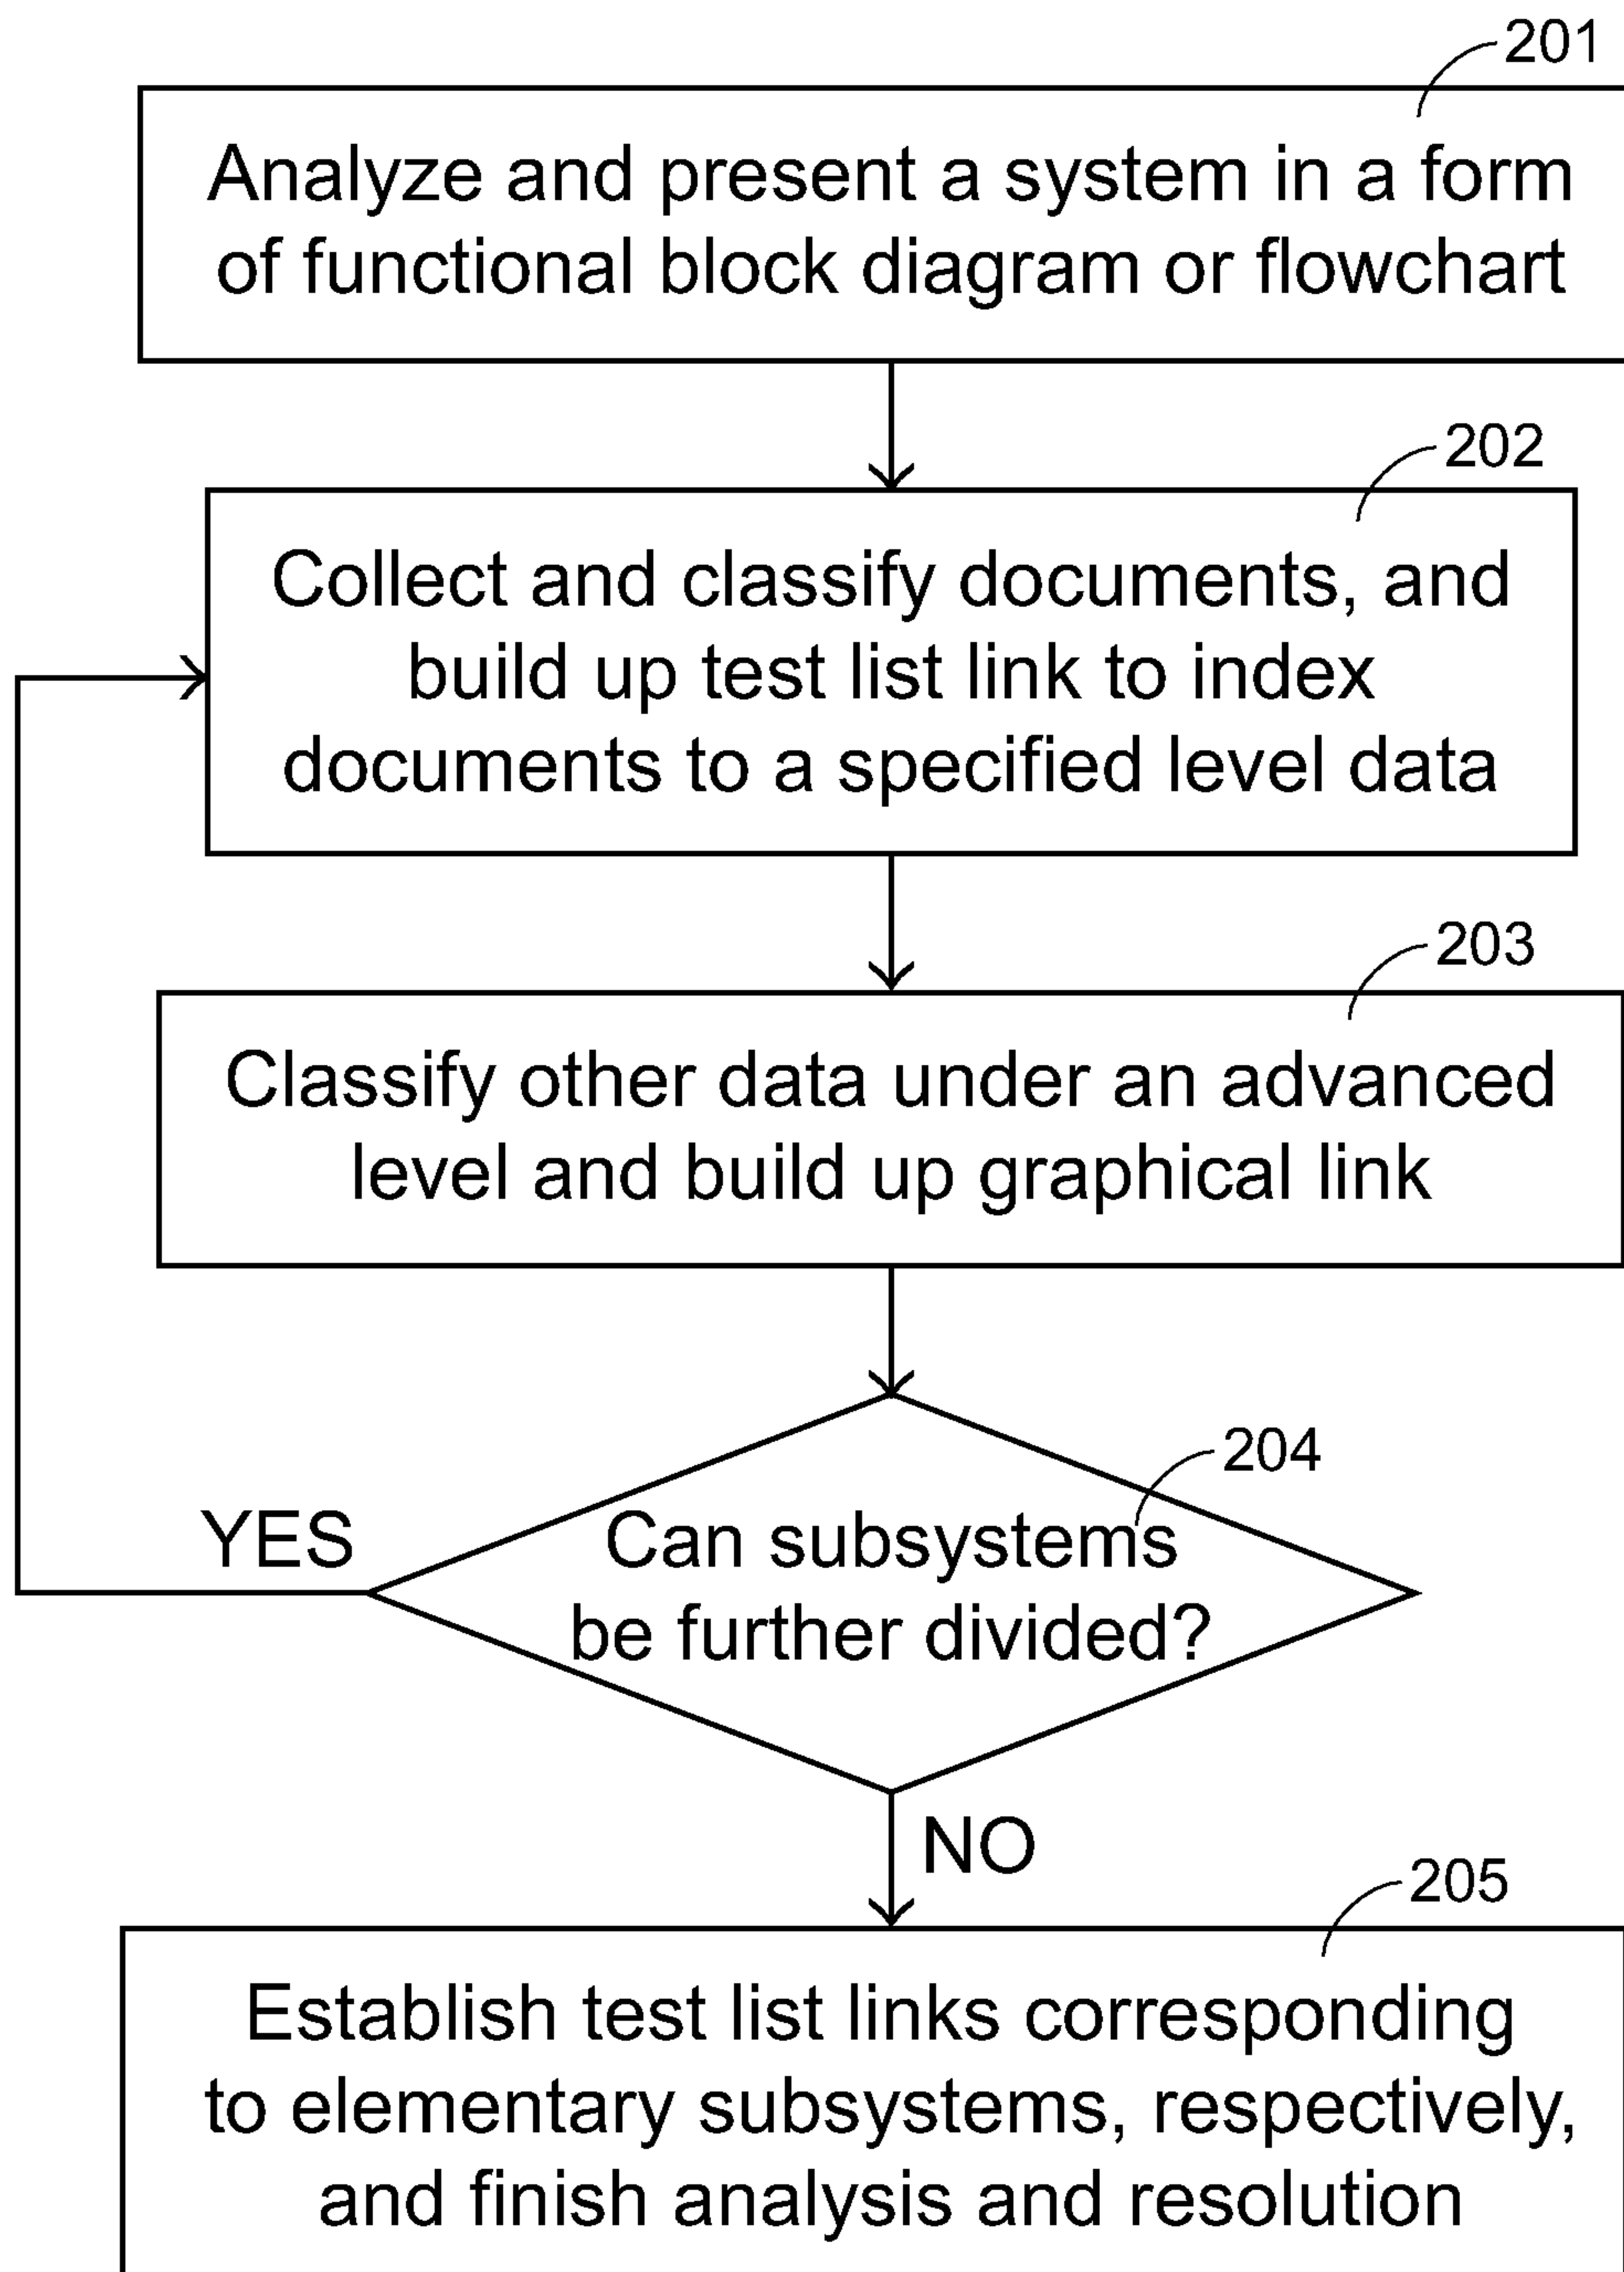 201
Analyze and present a system in a form
of functional block diagram or flowchart
202
Collect and classify documents, and
build up test list link to index
documents to a specified level data
203
Classify other data under an advanced
level and build up graphical link
204
YES
Can subsystems
be further divided?
NO
205
Establish test list links corresponding
to elementary subsystems, respectively,
and finish analysis and resolution